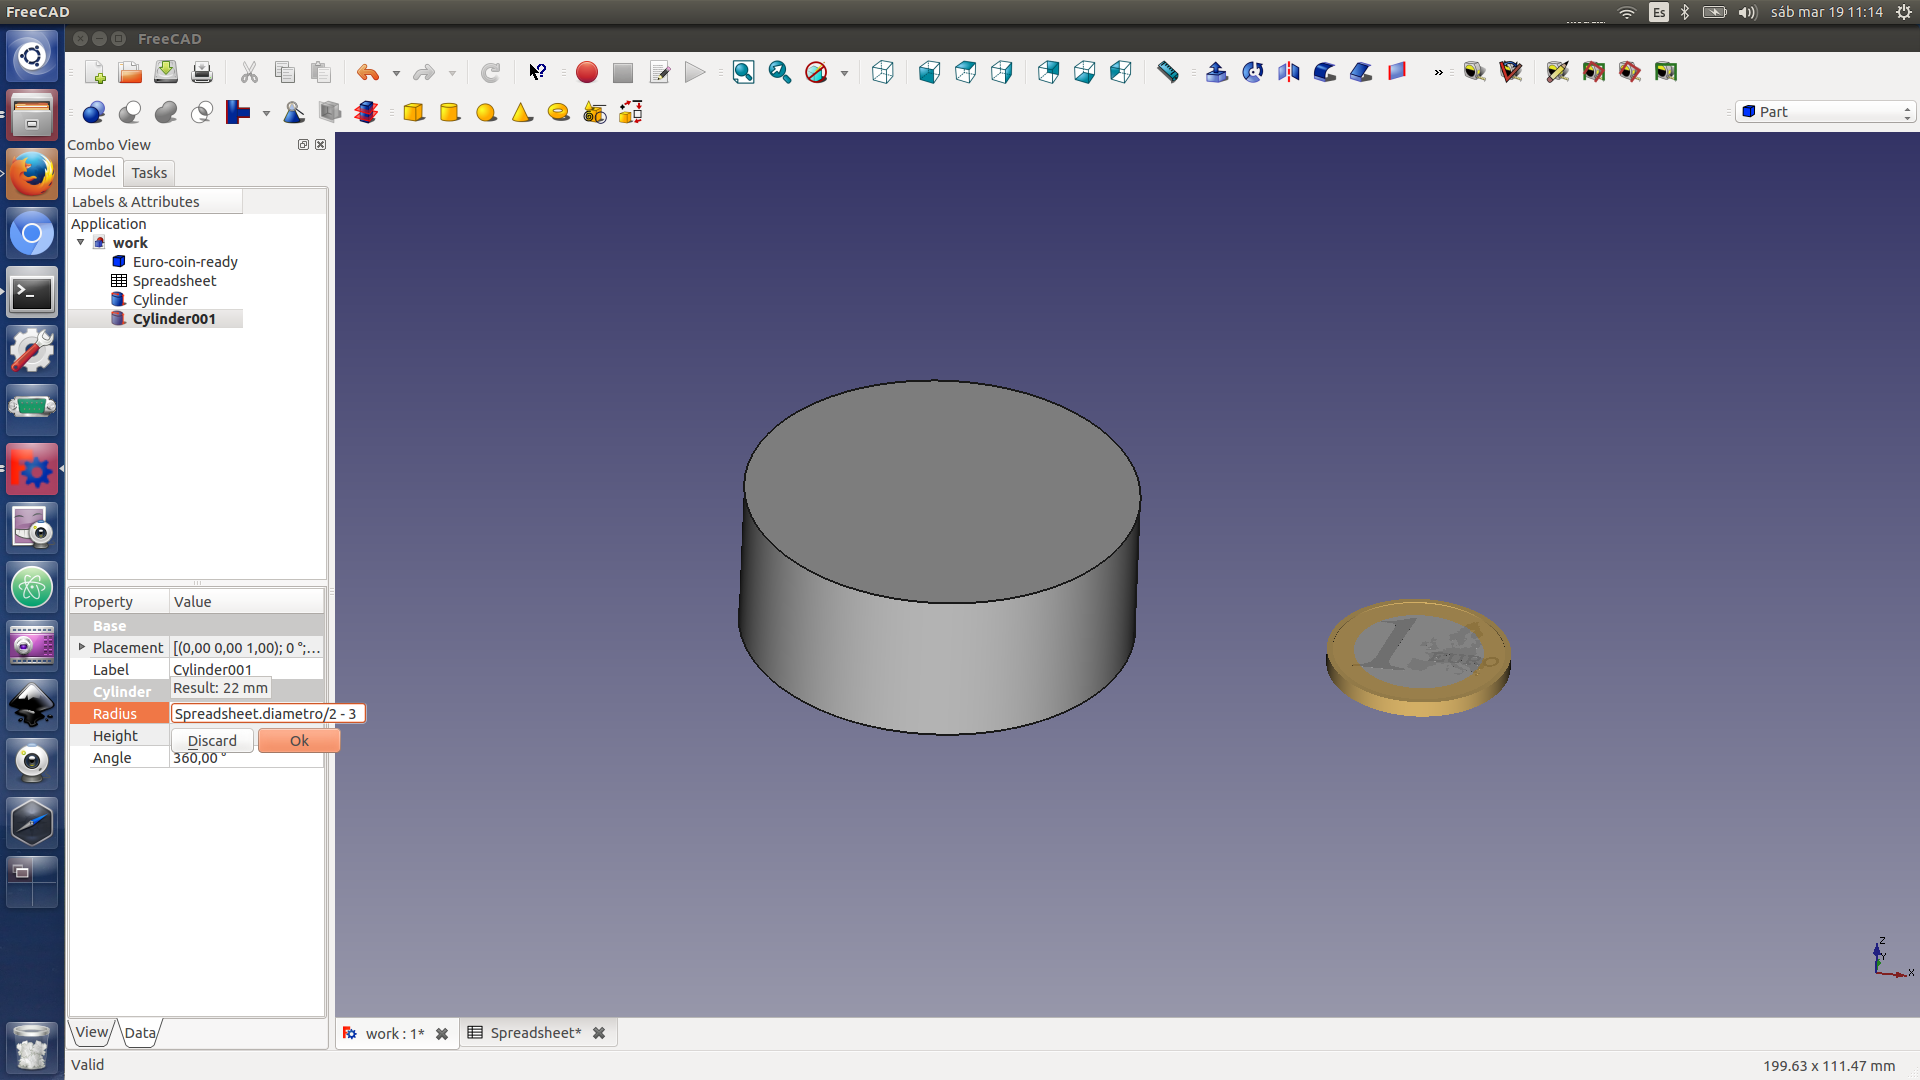 FreeCAD
Es
sáb mar 19 11:14
FreeCAD
»
Part
Combo View
Model
Tasks
Labels & Attributes
Application
work
Euro-coin-ready
Spreadsheet
Cylinder
Cylinder001
Property
Value
Base
Placement
[(0,00 0,00 1,00); 0 °;...
Label
Cylinder001
Cylinder
Result: 22 mm
Radius
Spreadsheet.diametro/2 - 3
Height
Discard
Ok
Angle
360,00 °
1
EURO
Z
Y
X
View
Data
work : 1*
Spreadsheet*
Valid
199.63 x 111.47 mm